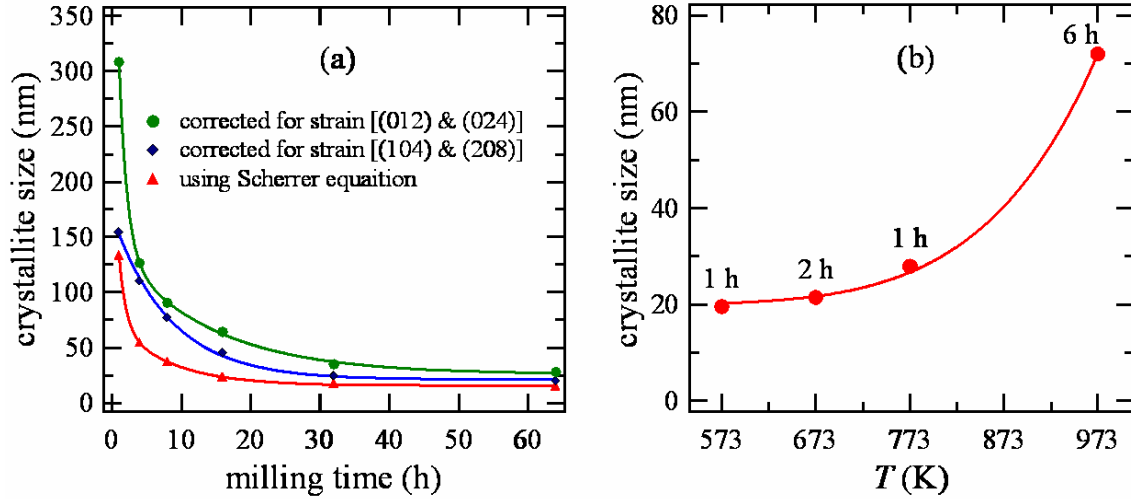 (a)
corrected for strain [(012) & (024)]
corrected for strain [(104) & (208)]
using Scherrer equaition
crystallite size (nm)
350
300
250
200
150
100
50
0
0 10 20 30 40 50 60
milling time (h)
(b)
crystallite size (nm)
80
60
40
20
0
1 h
2 h
1 h
6 h
573 673 773 873 973
T (K)